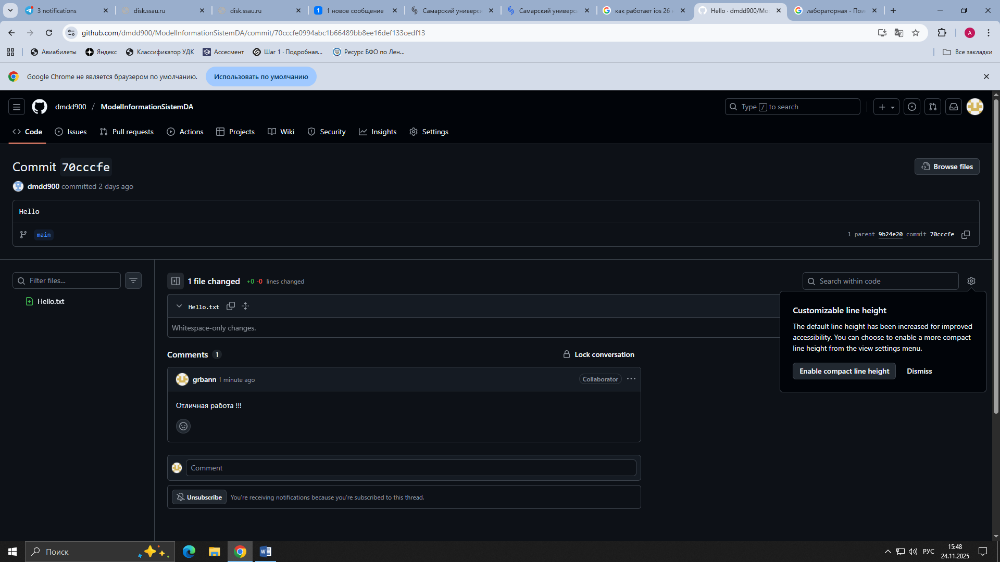 3 notifications
disk.ssau.ru
disk.ssau.ru
1 1 новое сообщение
Самарский универс
Самарский универс
как работает ios 26 н
Hello · dmdd900/Mo
лабораторная - Пои
github.com/dmdd900/ModelInformationSistemDA/commit/70cccfe0994abc1b66489bb8ee16def133cedf13
A
Авиабилеты
Яндекс
Классификатор УДК
Ассесмент
Шаг 1 · Подробная...
Ресурс БФО по Лен...
Все закладки
Google Chrome не является браузером по умолчанию.
Использовать по умолчанию
dmdd900 / ModelInformationSistemDA
Type / to search
Code
Issues
Pull requests
Actions
Projects
Wiki
Security
Insights
Settings
Commit 70cccfe
Browse files
dmdd900 committed 2 days ago
Hello
main
1 parent 9b24e20 commit 70cccfe
Filter files...
Hello.txt
1 file changed +0 -0 lines changed
Search within code
Hello.txt
Whitespace-only changes.
Customizable line height
The default line height has been increased for improved
accessibility. You can choose to enable a more compact
line height from the view settings menu.
Enable compact line height
Dismiss
Comments 1
Lock conversation
grbann 1 minute ago
Collaborator
Отличная работа !!!
Comment
Unsubscribe
You're receiving notifications because you're subscribed to this thread.
Поиск
РУС
15:48
24.11.2025